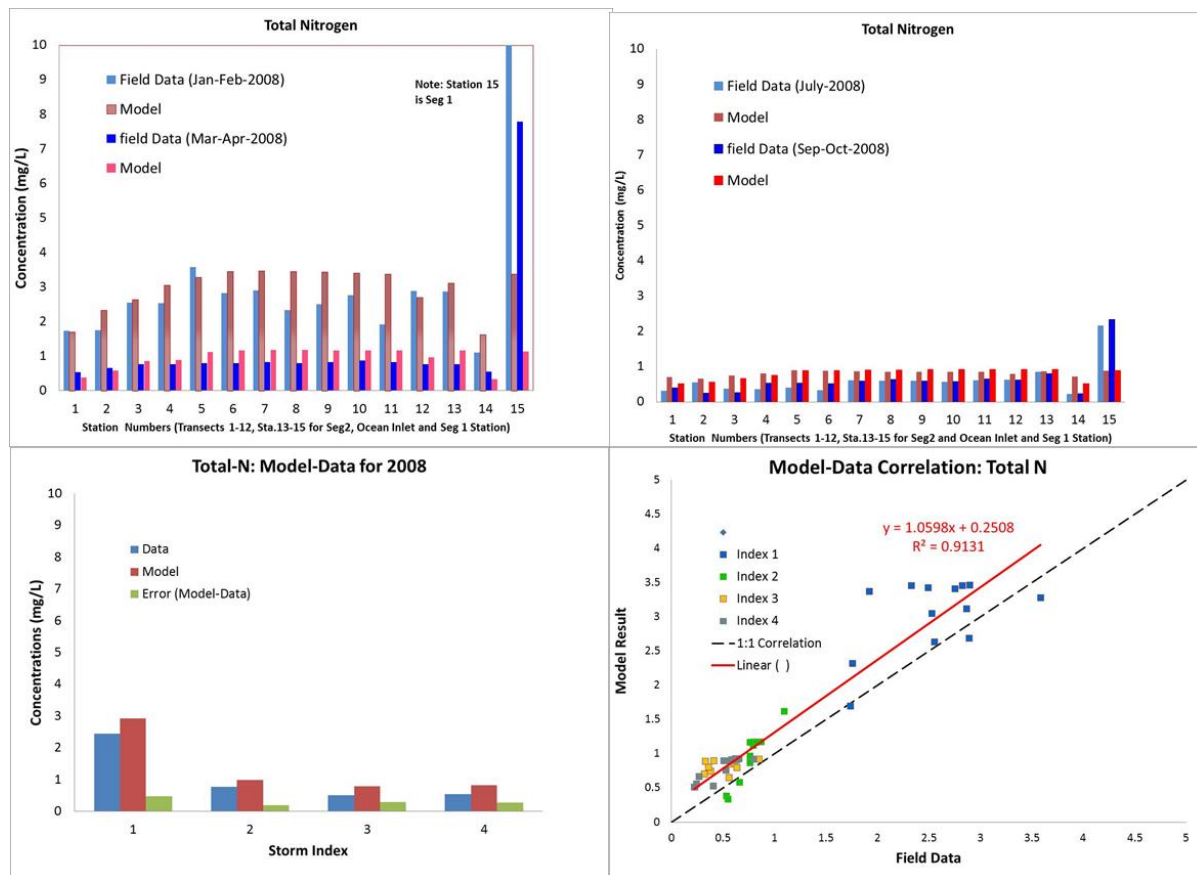 Total Nitrogen
10
9
8
7
6
5
4
3
2
1
0
Concentration (mg/L)
Field Data (Jan-Feb-2008)
Model
field Data (Mar-Apr-2008)
Model
Note: Station 15
is Seg 1
1 2 3 4 5 6 7 8 9 10 11 12 13 14 15
Station Numbers (Transects 1-12, Sta.13-15 for Seg2, Ocean Inlet and Seg 1 Station)
Total Nitrogen
10
9
8
7
6
5
4
3
2
1
0
Concentration (mg/L)
Field Data (July-2008)
Model
field Data (Sep-Oct-2008)
Model
1 2 3 4 5 6 7 8 9 10 11 12 13 14 15
Station Numbers (Transects 1-12, Sta.13-15 for Seg2 and Ocean Inlet and Seg 1 Station)
Total-N: Model-Data for 2008
10
9
8
7
6
5
4
3
2
1
0
Concentrations (mg/L)
Data
Model
Error (Model-Data)
1 2 3 4
Storm Index
Model-Data Correlation: Total N
5
4.5
4
3.5
3
2.5
2
1.5
1
0.5
0
Model Result
y = 1.0598x + 0.2508
R² = 0.9131
Index 1
Index 2
Index 3
Index 4
1:1 Correlation
Linear ( )
0 0.5 1 1.5 2 2.5 3 3.5 4 4.5 5
Field Data